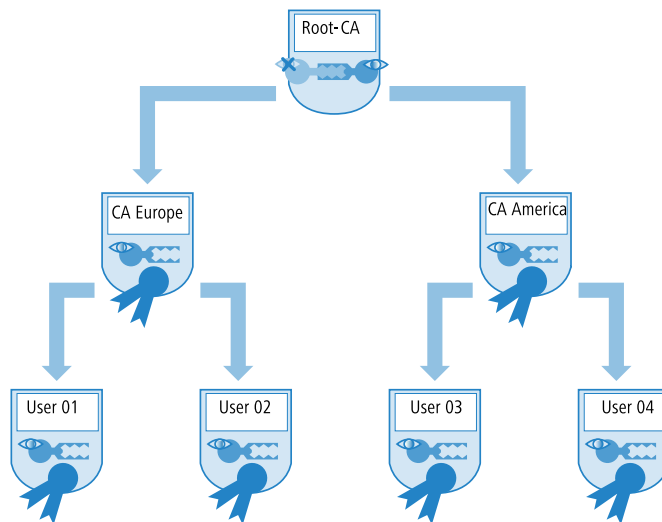 Root-CA
CA Europe
CA America
User 01
User 02
User 03
User 04